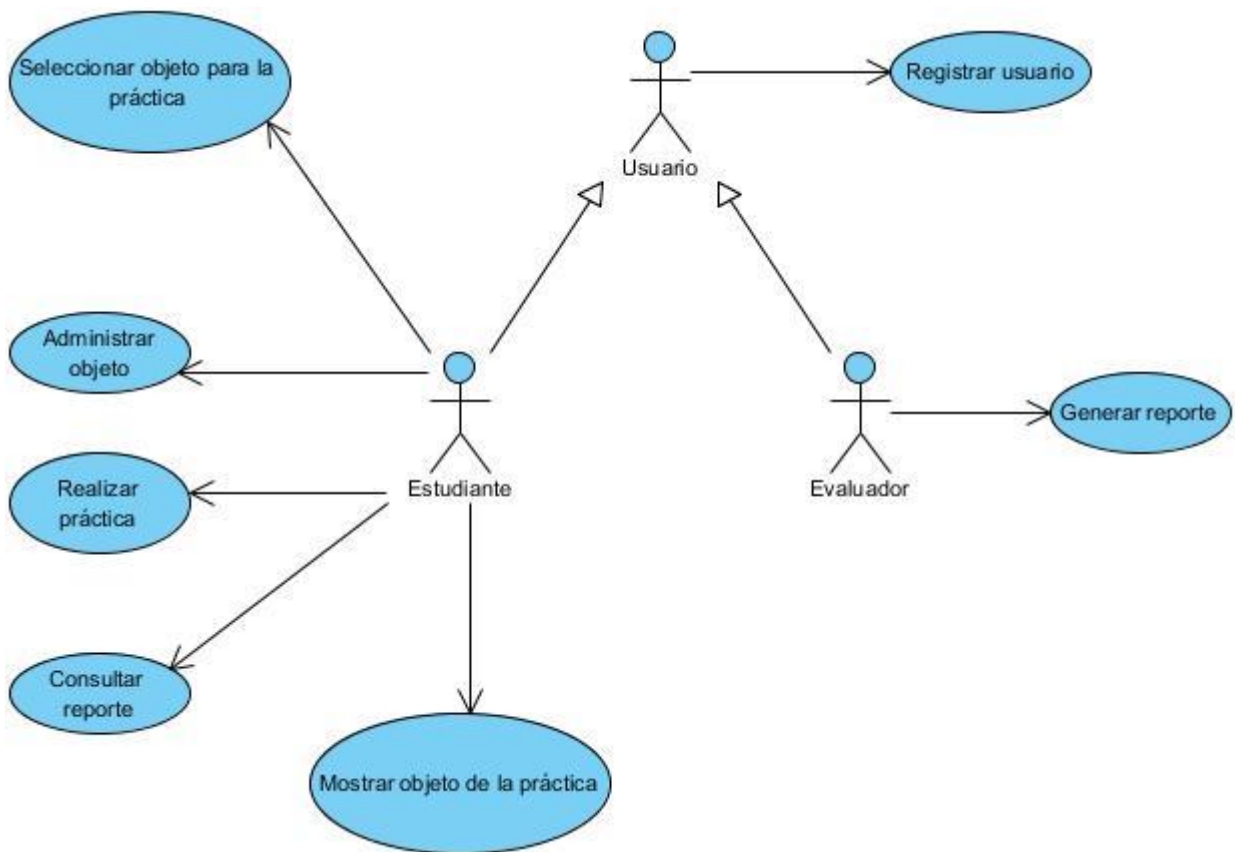 Seleccionar objeto para la
práctica
Registrar usuario
Usuario
Administrar
objeto
Generar reporte
Realizar
práctica
Estudiante
Evaluador
Consultar
reporte
Mostrar objeto de la práctica